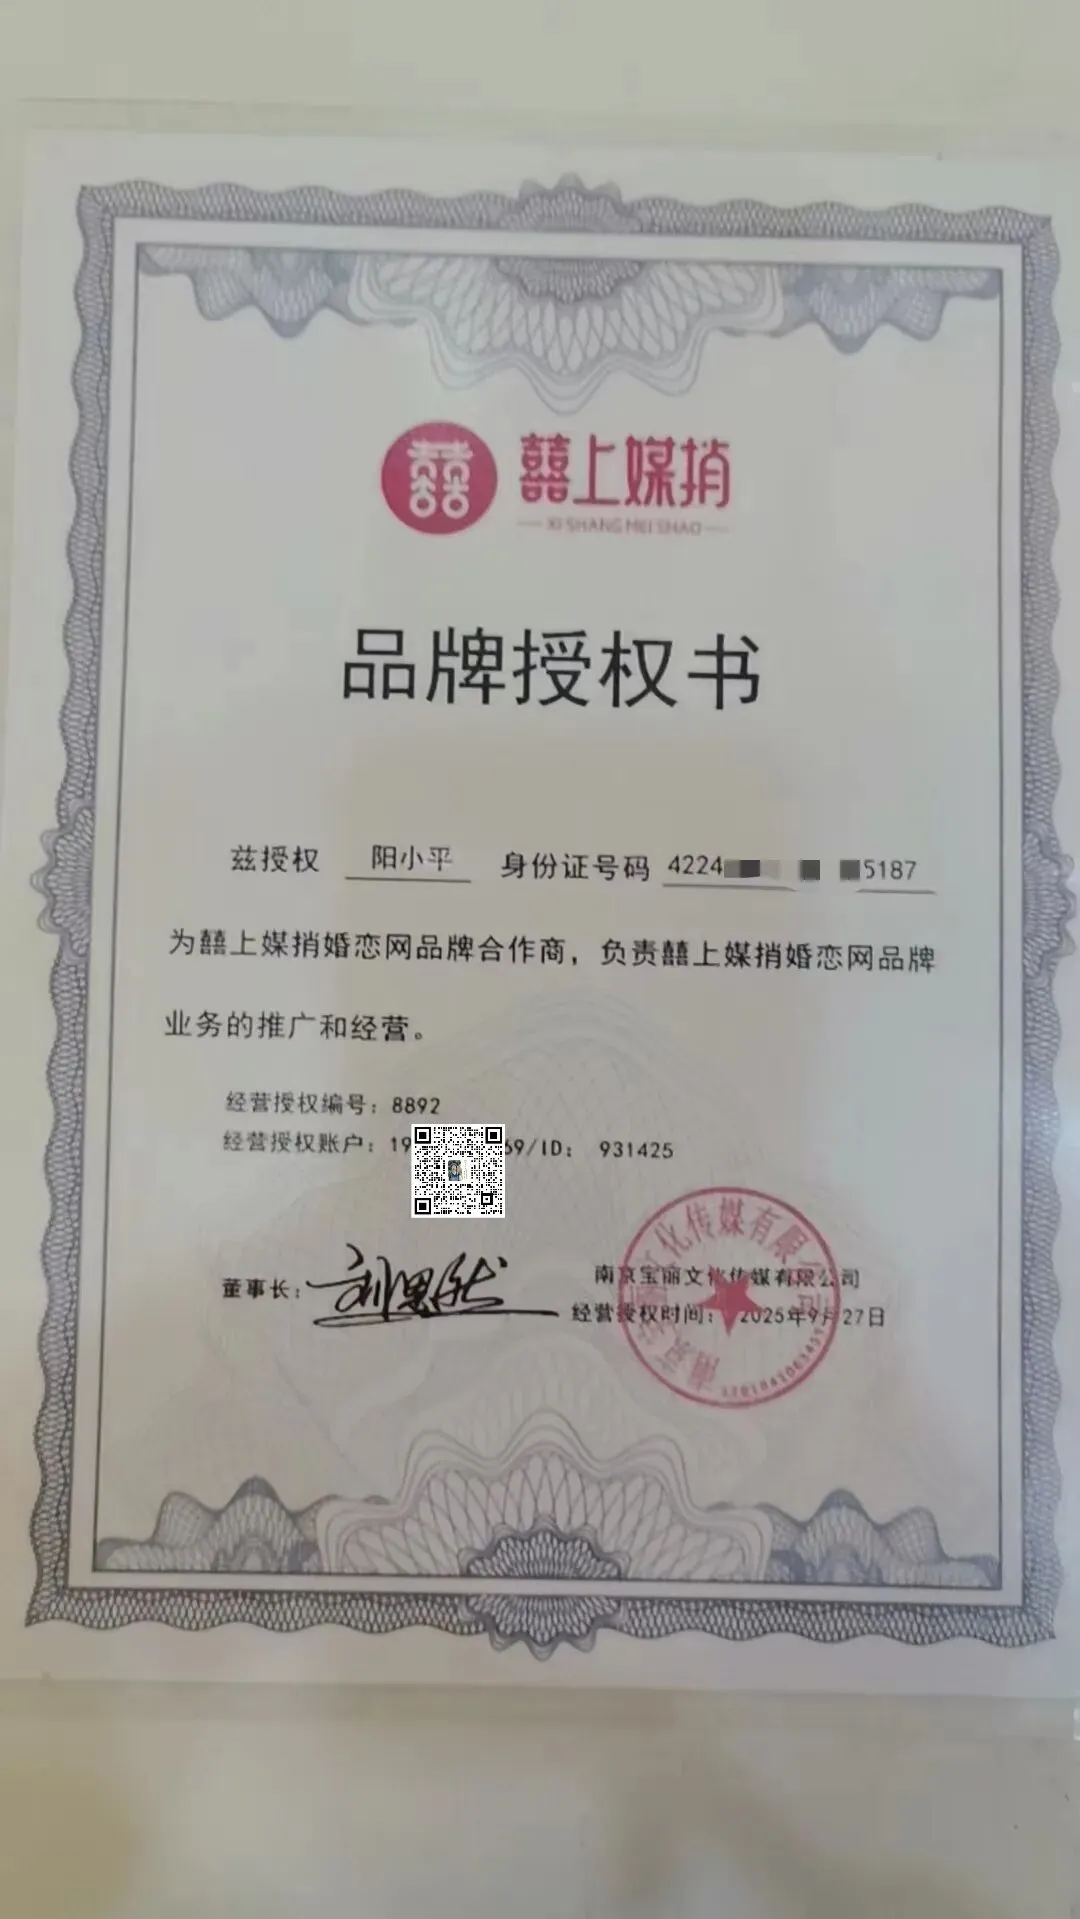 囍上媒捎
XI SHANG MEI SHAO
品牌授权书
兹授权 阳小平 身份证号码 4224 5187
为囍上媒捎婚恋网品牌合作商，负责囍上媒捎婚恋网品牌
业务的推广和经营。
经营授权编号：8892
经营授权账户：19 69/ID： 931425
董事长：刘思然
南京宝丽文化传媒有限公司
经营授权时间： 2025年9月27日